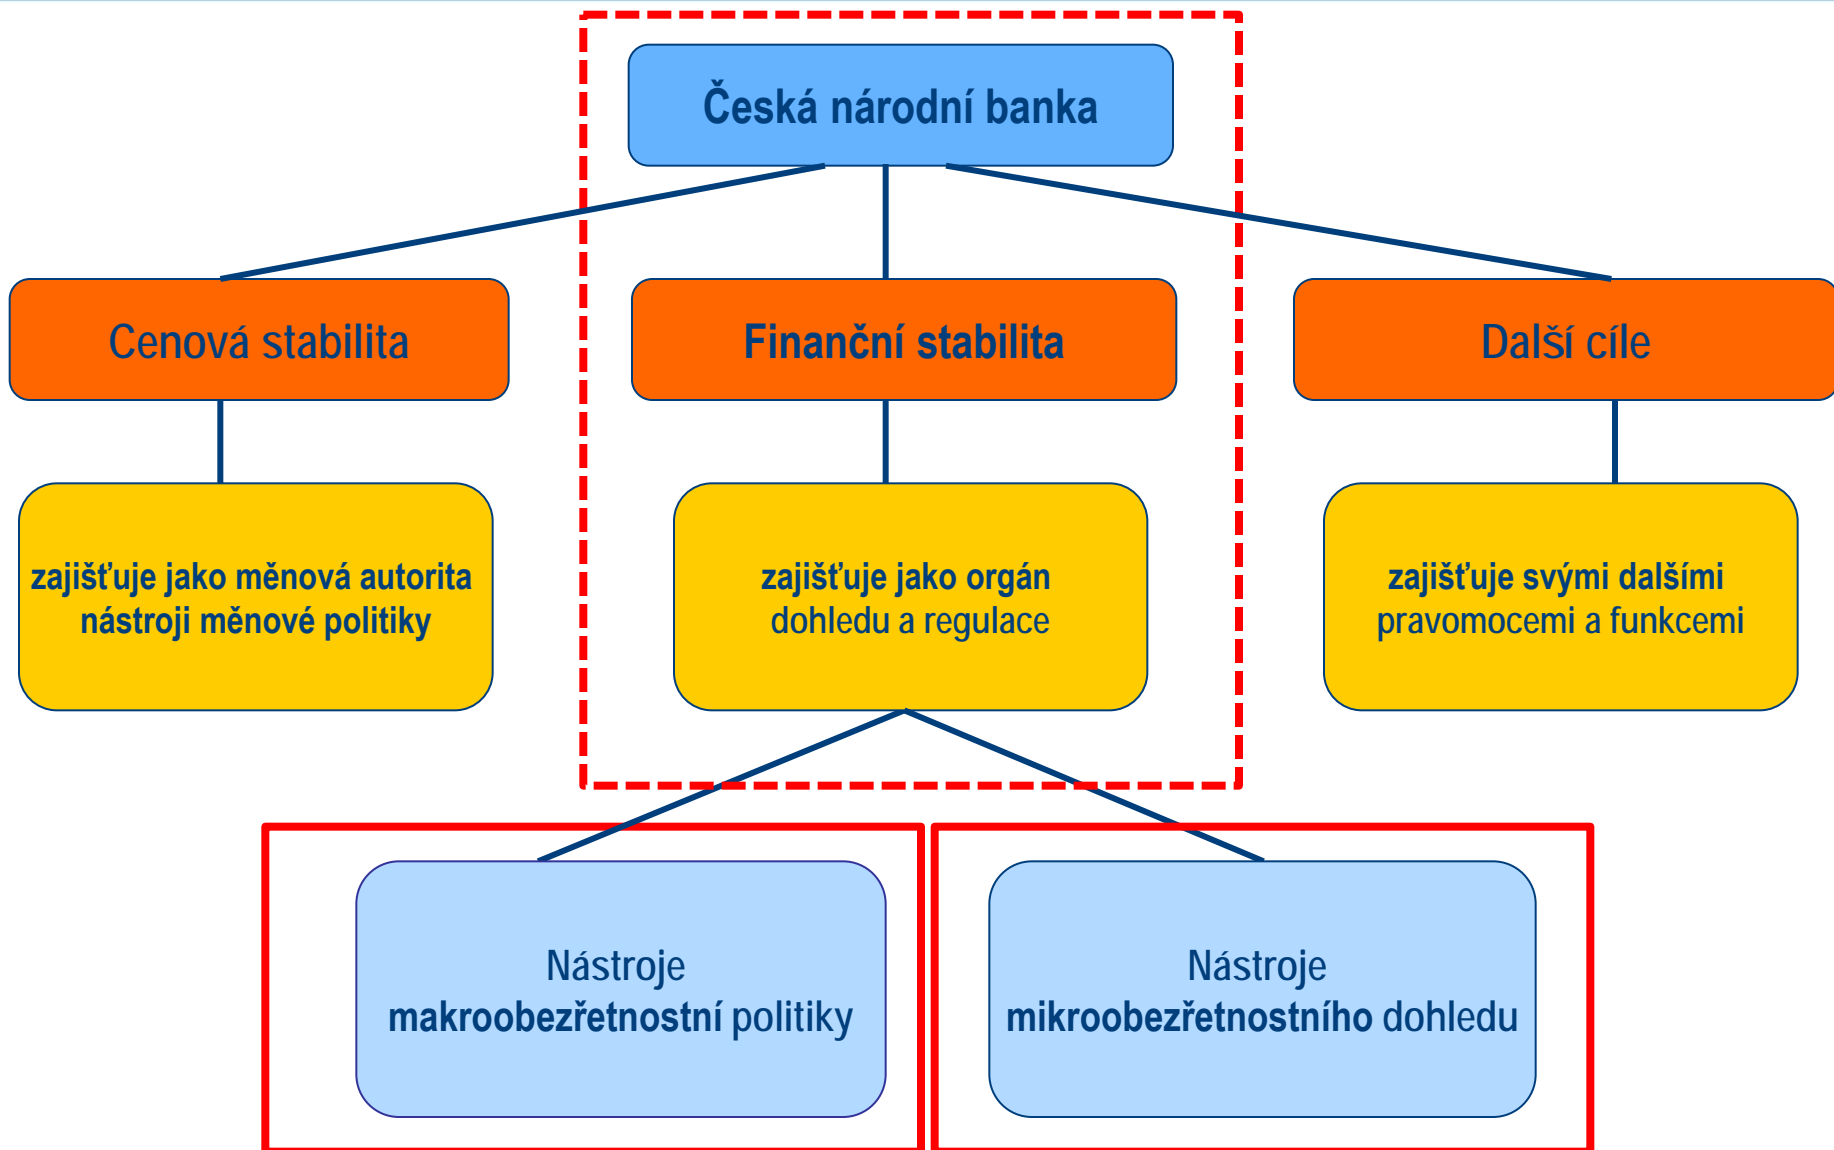 Česká národní banka
Cenová stabilita
Finanční stabilita
Další cíle
zajišťuje jako měnová autorita
nástroji měnové politiky
zajišťuje jako orgán
dohledu a regulace
zajišťuje svými dalšími
pravomocemi a funkcemi
Nástroje
makroobezřetnostní politiky
Nástroje
mikroobezřetnostního dohledu